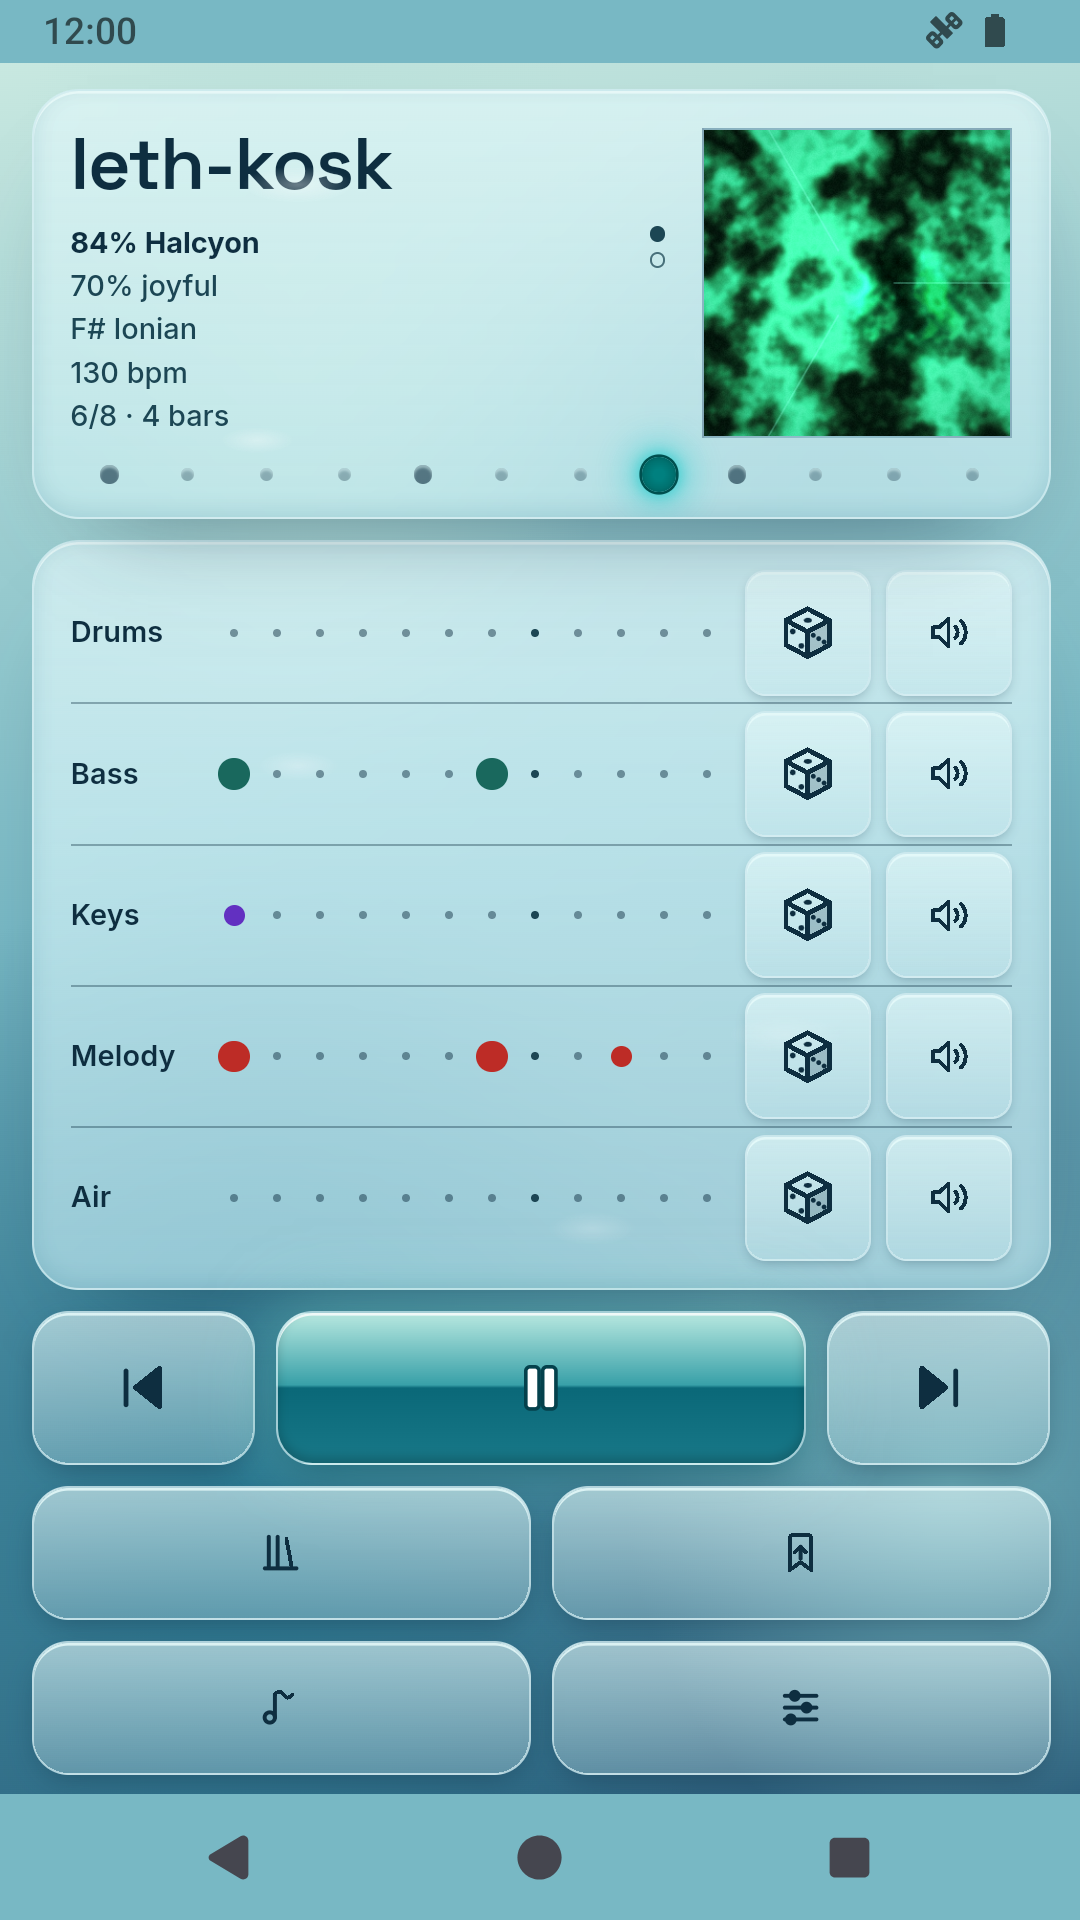 12:00
leth-kosk
84% Halcyon
70% joyful
F# Ionian
130 bpm
6/8 · 4 bars
Drums
Bass
Keys
Melody
Air